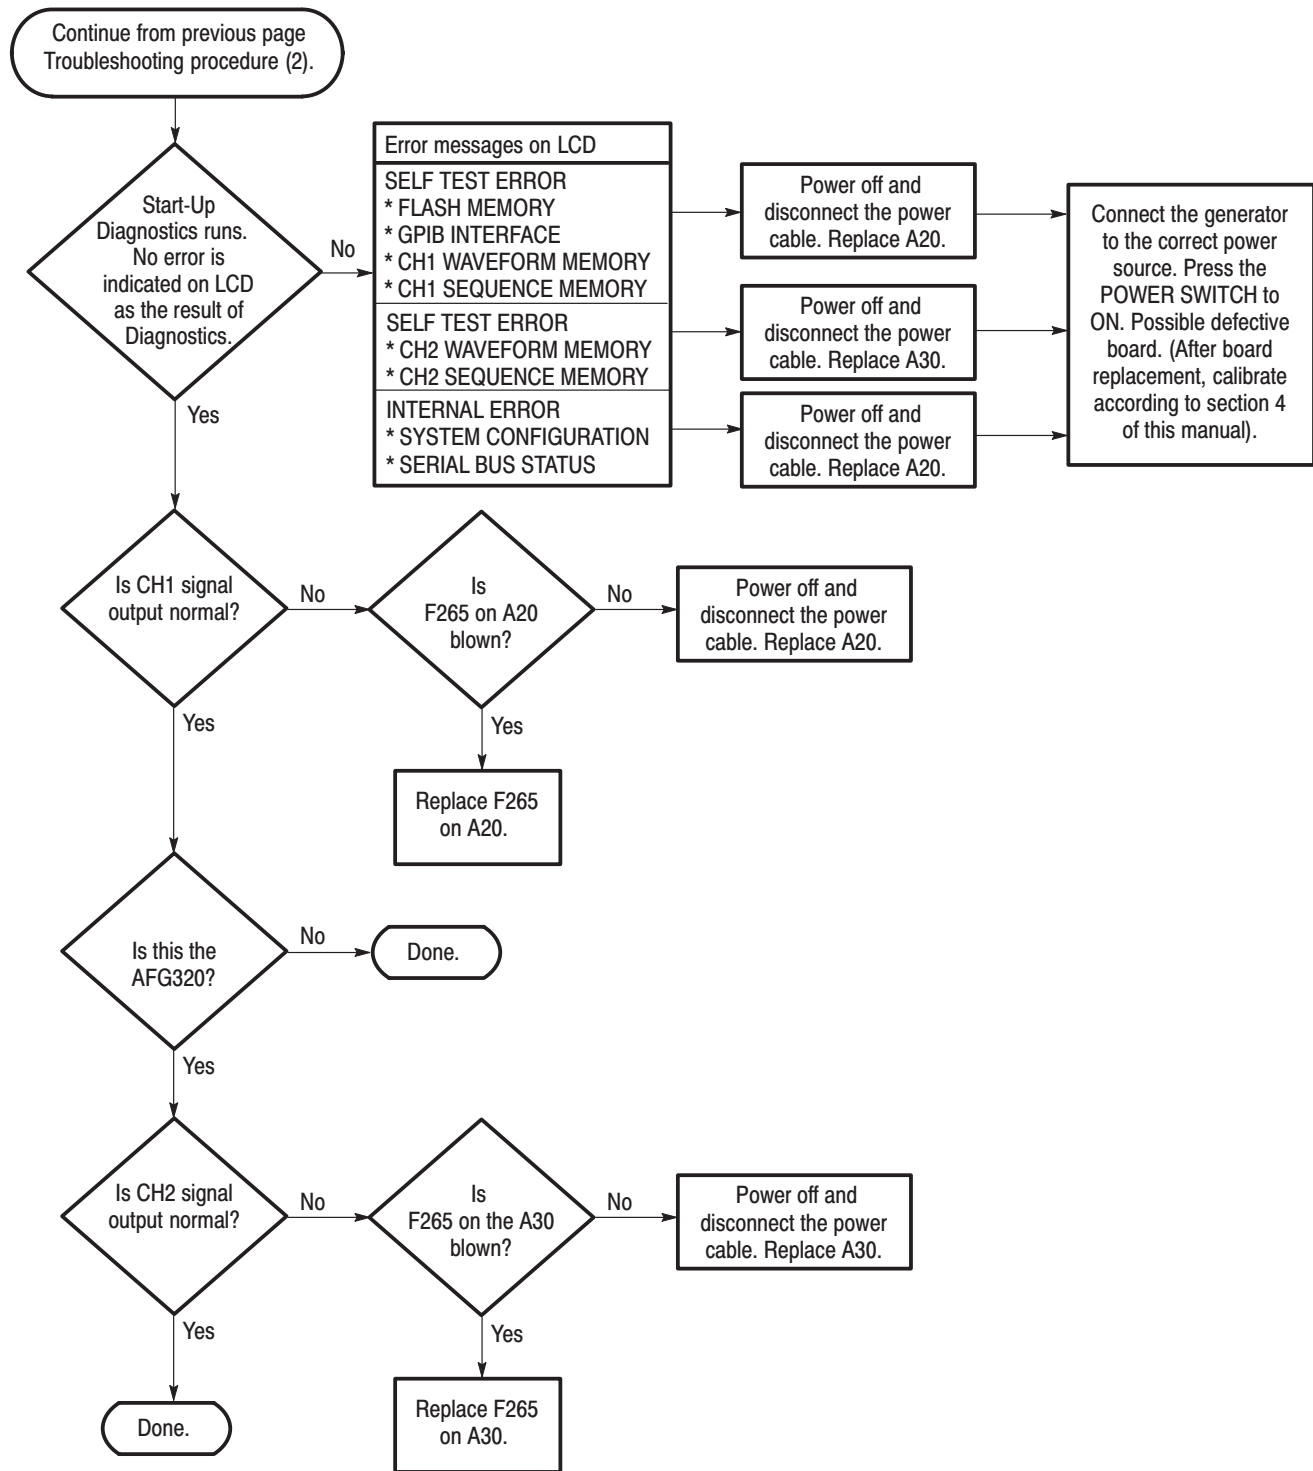 Continue from previous page
Troubleshooting procedure (2).
Start-Up
Diagnostics runs.
No error is
indicated on LCD
as the result of
Diagnostics.
No
Yes
Error messages on LCD
SELF TEST ERROR
* FLASH MEMORY
* GPIB INTERFACE
* CH1 WAVEFORM MEMORY
* CH1 SEQUENCE MEMORY
SELF TEST ERROR
* CH2 WAVEFORM MEMORY
* CH2 SEQUENCE MEMORY
INTERNAL ERROR
* SYSTEM CONFIGURATION
* SERIAL BUS STATUS
Power off and
disconnect the power
cable. Replace A20.
Power off and
disconnect the power
cable. Replace A30.
Power off and
disconnect the power
cable. Replace A20.
Connect the generator
to the correct power
source. Press the
POWER SWITCH to
ON. Possible defective
board. (After board
replacement, calibrate
according to section 4
of this manual).
Is CH1 signal
output normal?
No
Yes
Is
F265 on A20
blown?
No
Yes
Power off and
disconnect the power
cable. Replace A20.
Replace F265
on A20.
Is this the
AFG320?
No
Yes
Done.
Is CH2 signal
output normal?
No
Yes
Is
F265 on the A30
blown?
No
Yes
Power off and
disconnect the power
cable. Replace A30.
Replace F265
on A30.
Done.